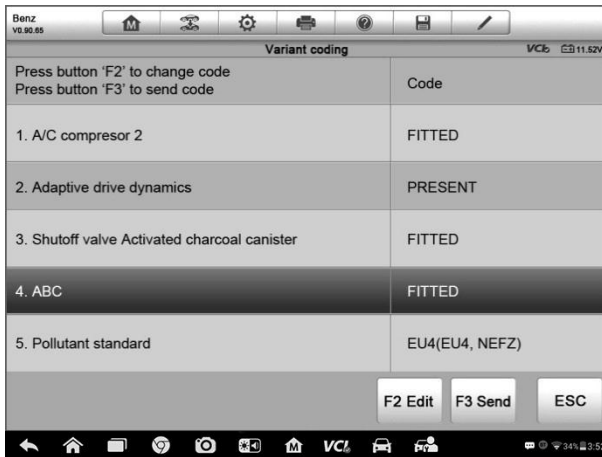 Benz
V0.90.65
Variant coding
VCI 11.52V
Press button 'F2' to change code
Press button 'F3' to send code
Code
1. A/C compresor 2
FITTED
2. Adaptive drive dynamics
PRESENT
3. Shutoff valve Activated charcoal canister
FITTED
4. ABC
FITTED
5. Pollutant standard
EU4(EU4, NEFZ)
F2 Edit F3 Send ESC
VCI 34% 3:52